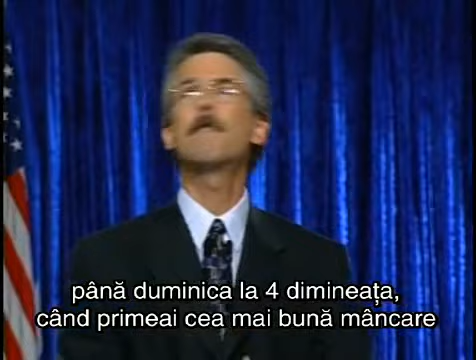 până duminica la 4 dimineața,
când primeai cea mai bună mâncare